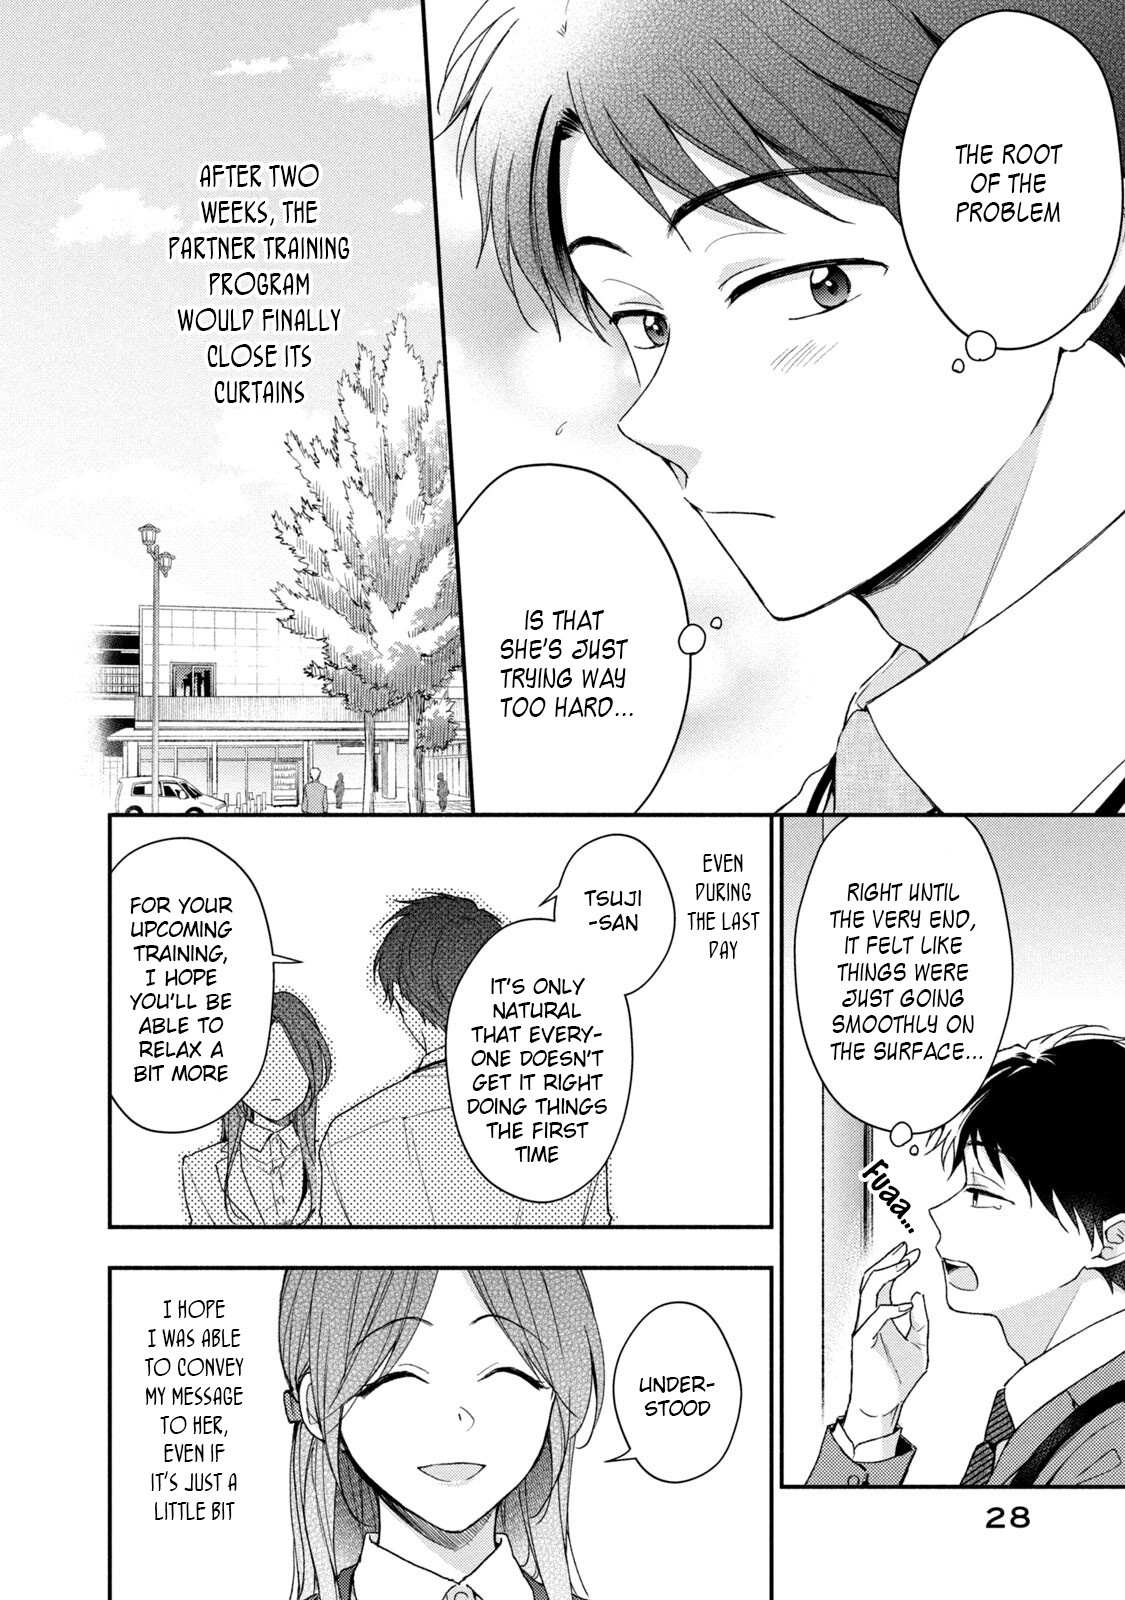 THE ROOT
OF THE
PROBLEM
IS THAT
SHE'S JUST
TRYING WAY
TOO HARD...
AFTER TWO
WEEKS, THE
PARTNER TRAINING
PROGRAM
WOULD FINALLY
CLOSE ITS
CURTAINS
RIGHT UNTIL
THE VERY END,
IT FELT LIKE
THINGS WERE
JUST GOING
SMOOTHLY ON
THE SURFACE...
Fuaa...
EVEN
DURING
THE LAST
DAY
TSUJI
-SAN
IT'S ONLY
NATURAL
THAT EVERY-
ONE DOESN'T
GET IT RIGHT
DOING THINGS
THE FIRST
TIME
FOR YOUR
UPCOMING
TRAINING,
I HOPE
YOU'LL BE
ABLE TO
RELAX A
BIT MORE
UNDER-
STOOD
I HOPE
I WAS ABLE
TO CONVEY
MY MESSAGE
TO HER,
EVEN IF
IT'S JUST A
LITTLE BIT
28